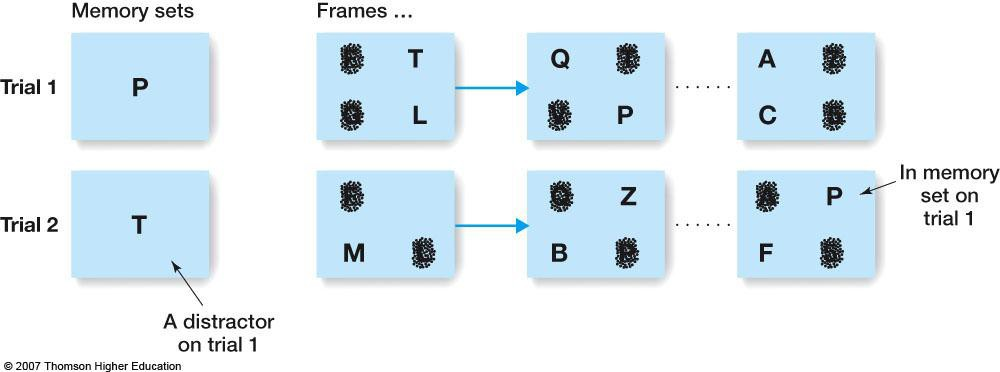 Memory sets
Frames …
Trial 1
P
T
L
Q
P
......
A
C
Trial 2
T
M
Z
B
......
P
F
In memory
set on
trial 1
A distractor
on trial 1
© 2007 Thomson Higher Education